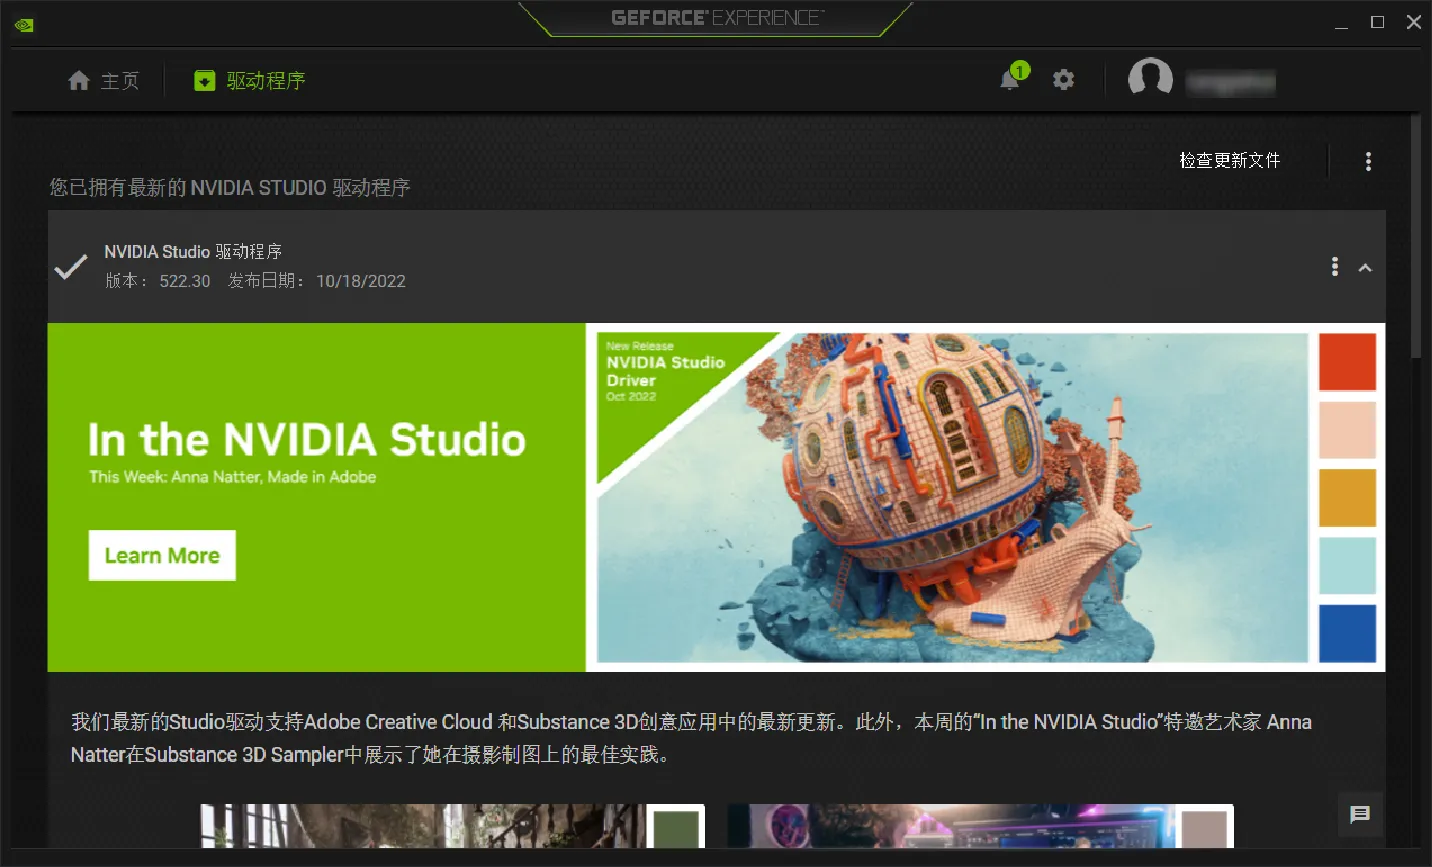 GEFORCE® EXPERIENCE™
主页
驱动程序
1
检查更新文件
您已拥有最新的 NVIDIA STUDIO 驱动程序
NVIDIA Studio 驱动程序
版本： 522.30 发布日期： 10/18/2022
In the NVIDIA Studio
This Week: Anna Natter, Made in Adobe
Learn More
New Release
NVIDIA Studio
Driver
Oct 2022
我们最新的Studio驱动支持Adobe Creative Cloud 和Substance 3D创意应用中的最新更新。此外，本周的“In the NVIDIA Studio”特邀艺术家 Anna
Natter在Substance 3D Sampler中展示了她在摄影制图上的最佳实践。